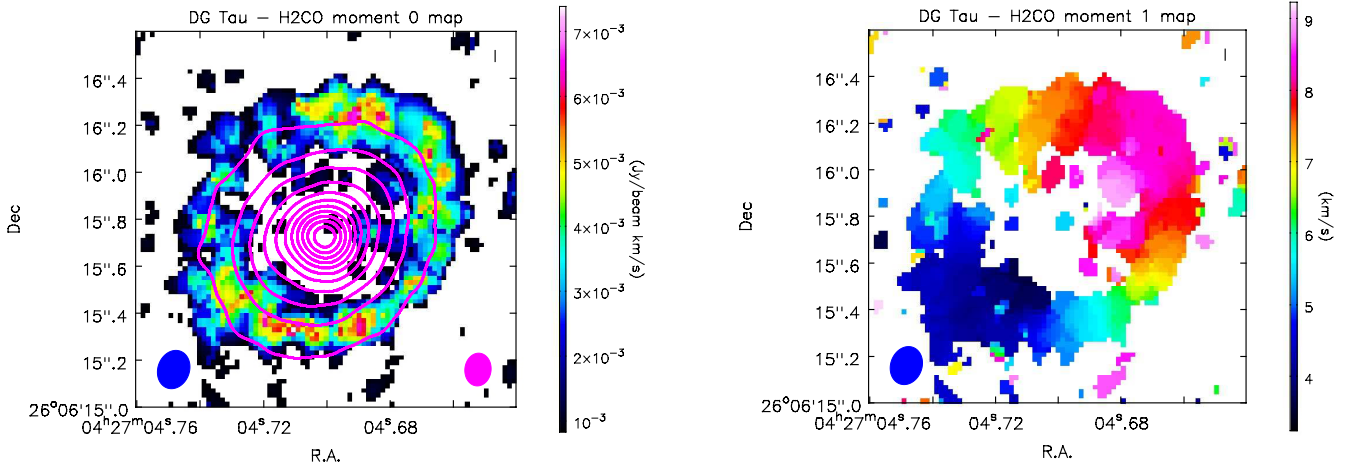 DG Tau – H2CO moment 0 map
Dec
16".4
16".2
16".0
15".8
15".6
15".4
15".2
26°06'15".0
04ʰ27ᵐ04ˢ.76
04ˢ.72
04ˢ.68
R.A.
7×10⁻³
6×10⁻³
5×10⁻³
4×10⁻³
3×10⁻³
2×10⁻³
10⁻³
(Jy/beam km/s)
DG Tau – H2CO moment 1 map
Dec
16".4
16".2
16".0
15".8
15".6
15".4
15".2
26°06'15".0
04ʰ27ᵐ04ˢ.76
04ˢ.72
04ˢ.68
R.A.
9
8
7
6
5
4
(km/s)